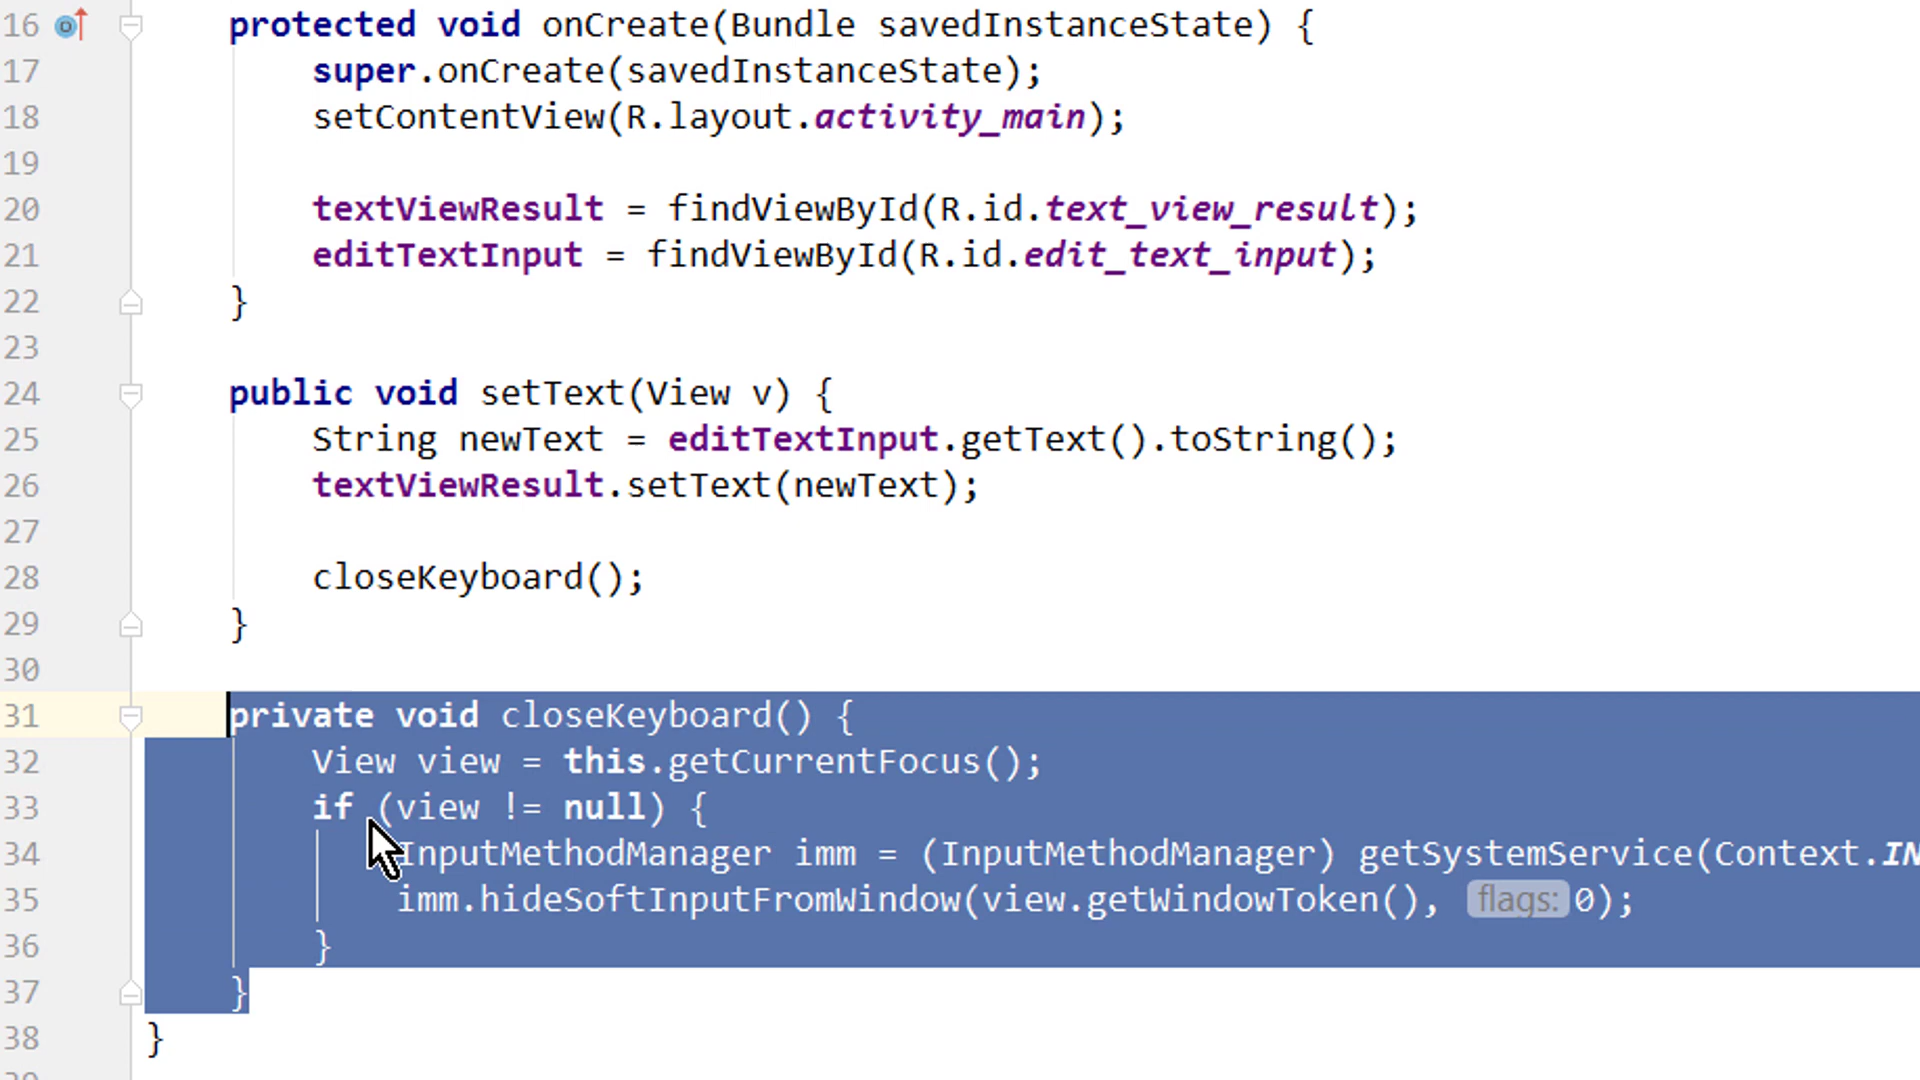 16 protected void onCreate(Bundle savedInstanceState) {
17 super.onCreate(savedInstanceState);
18 setContentView(R.layout.activity_main);
19
20 textViewResult = findViewById(R.id.text_view_result);
21 editTextInput = findViewById(R.id.edit_text_input);
22 }
23
24 public void setText(View v) {
25 String newText = editTextInput.getText().toString();
26 textViewResult.setText(newText);
27
28 closeKeyboard();
29 }
30
31 private void closeKeyboard() {
32 View view = this.getCurrentFocus();
33 if (view != null) {
34 InputMethodManager imm = (InputMethodManager) getSystemService(Context.IN
35 imm.hideSoftInputFromWindow(view.getWindowToken(), flags: 0);
36 }
37 }
38 }